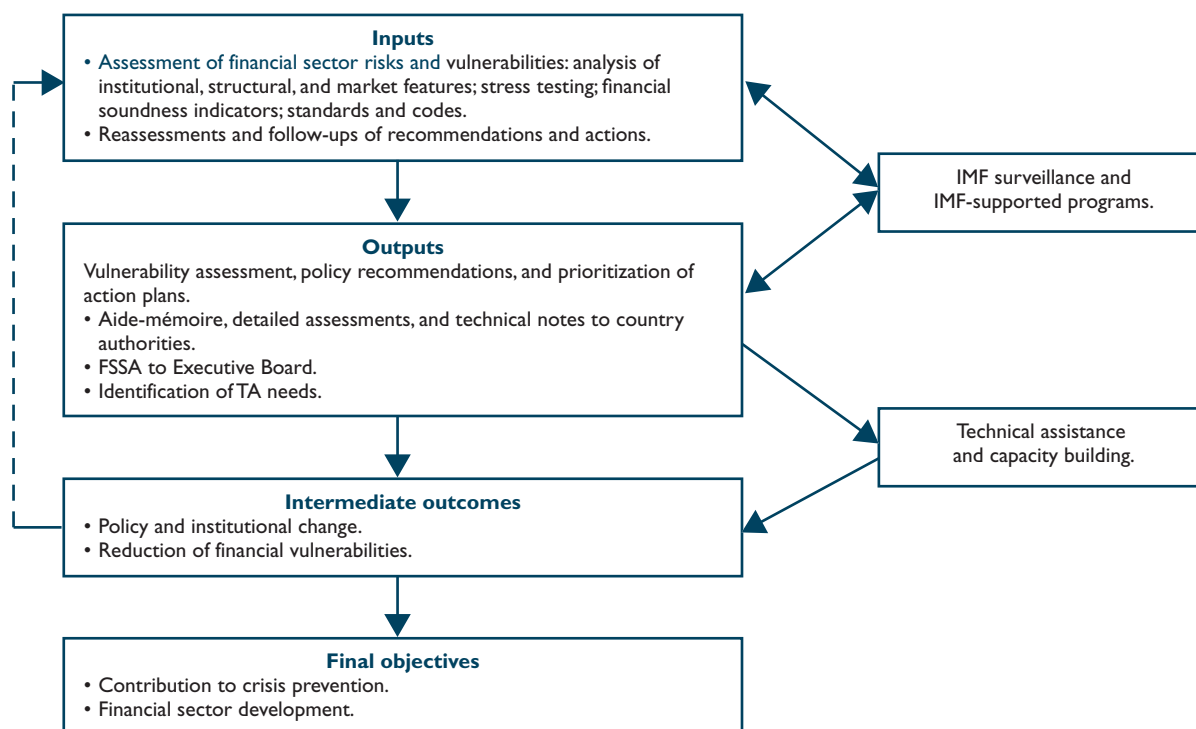 Inputs
• Assessment of financial sector risks and vulnerabilities: analysis of
institutional, structural, and market features; stress testing; financial
soundness indicators; standards and codes.
• Reassessments and follow-ups of recommendations and actions.
IMF surveillance and
IMF-supported programs.
Outputs
Vulnerability assessment, policy recommendations, and prioritization of
action plans.
• Aide-mémoire, detailed assessments, and technical notes to country
authorities.
• FSSA to Executive Board.
• Identification of TA needs.
Technical assistance
and capacity building.
Intermediate outcomes
• Policy and institutional change.
• Reduction of financial vulnerabilities.
Final objectives
• Contribution to crisis prevention.
• Financial sector development.